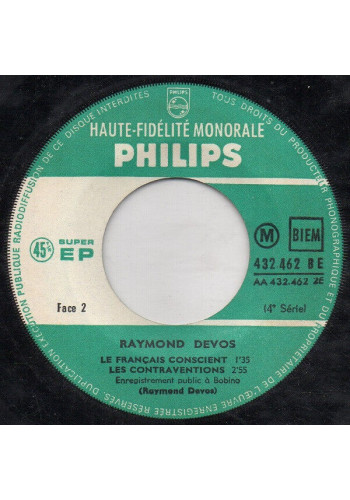 TOUS DROITS DU PRODUCTEUR PHONOGRAPHIQUE ET DU PROPRIÉTAIRE DE L'ŒUVRE ENREGISTRÉE RÉSERVÉS
DUPLICATION EXÉCUTION PUBLIQUE RADIODIFFUSION DE CE DISQUE INTERDITES
PHILIPS
HAUTE-FIDÉLITÉ MONORALE
PHILIPS
45 SUPER EP
M BIEM
432.462 BE
AA 432.462 2E
Face 2
(4e Série)
RAYMOND DEVOS
LE FRANÇAIS CONSCIENT 1'35
LES CONTRAVENTIONS 2'55
Enregistrement public à Bobino
(Raymond Devos)